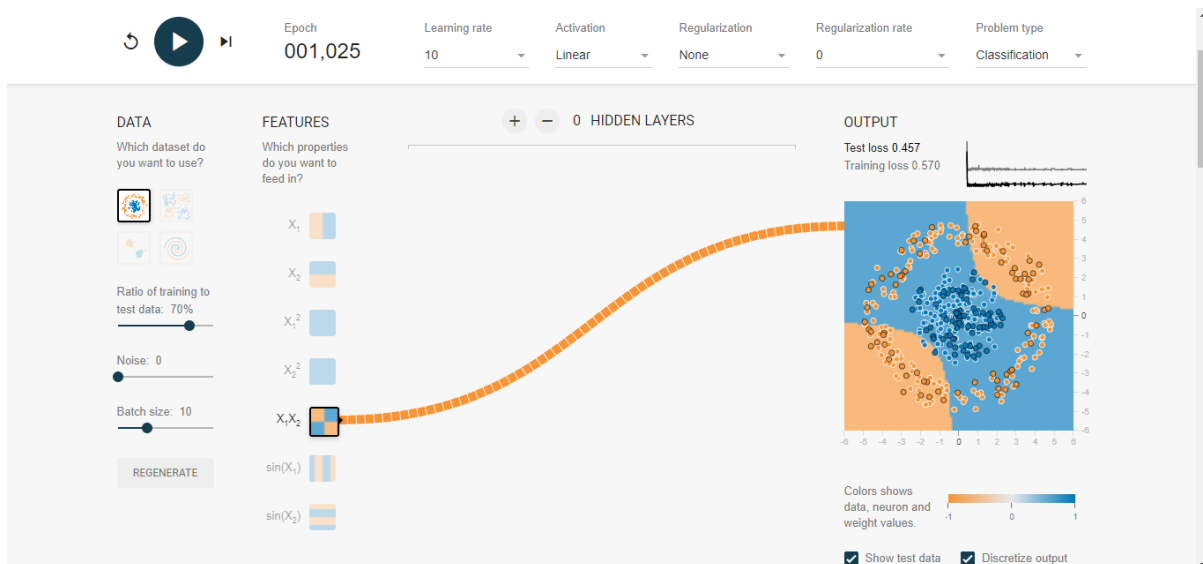 Epoch
001,025
Learning rate
10
Activation
Linear
Regularization
None
Regularization rate
0
Problem type
Classification
DATA
Which dataset do
you want to use?
Ratio of training to
test data: 70%
Noise: 0
Batch size: 10
REGENERATE
FEATURES
Which properties
do you want to
feed in?
X₁
X₂
X₁²
X₂²
X₁X₂
sin(X₁)
sin(X₂)
+ − 0 HIDDEN LAYERS
OUTPUT
Test loss 0.457
Training loss 0.570
6
5
4
3
2
1
0
-1
-2
-3
-4
-5
-6
-6 -5 -4 -3 -2 -1 0 1 2 3 4 5 6
Colors shows
data, neuron and
weight values.
-1 0 1
Show test data
Discretize output